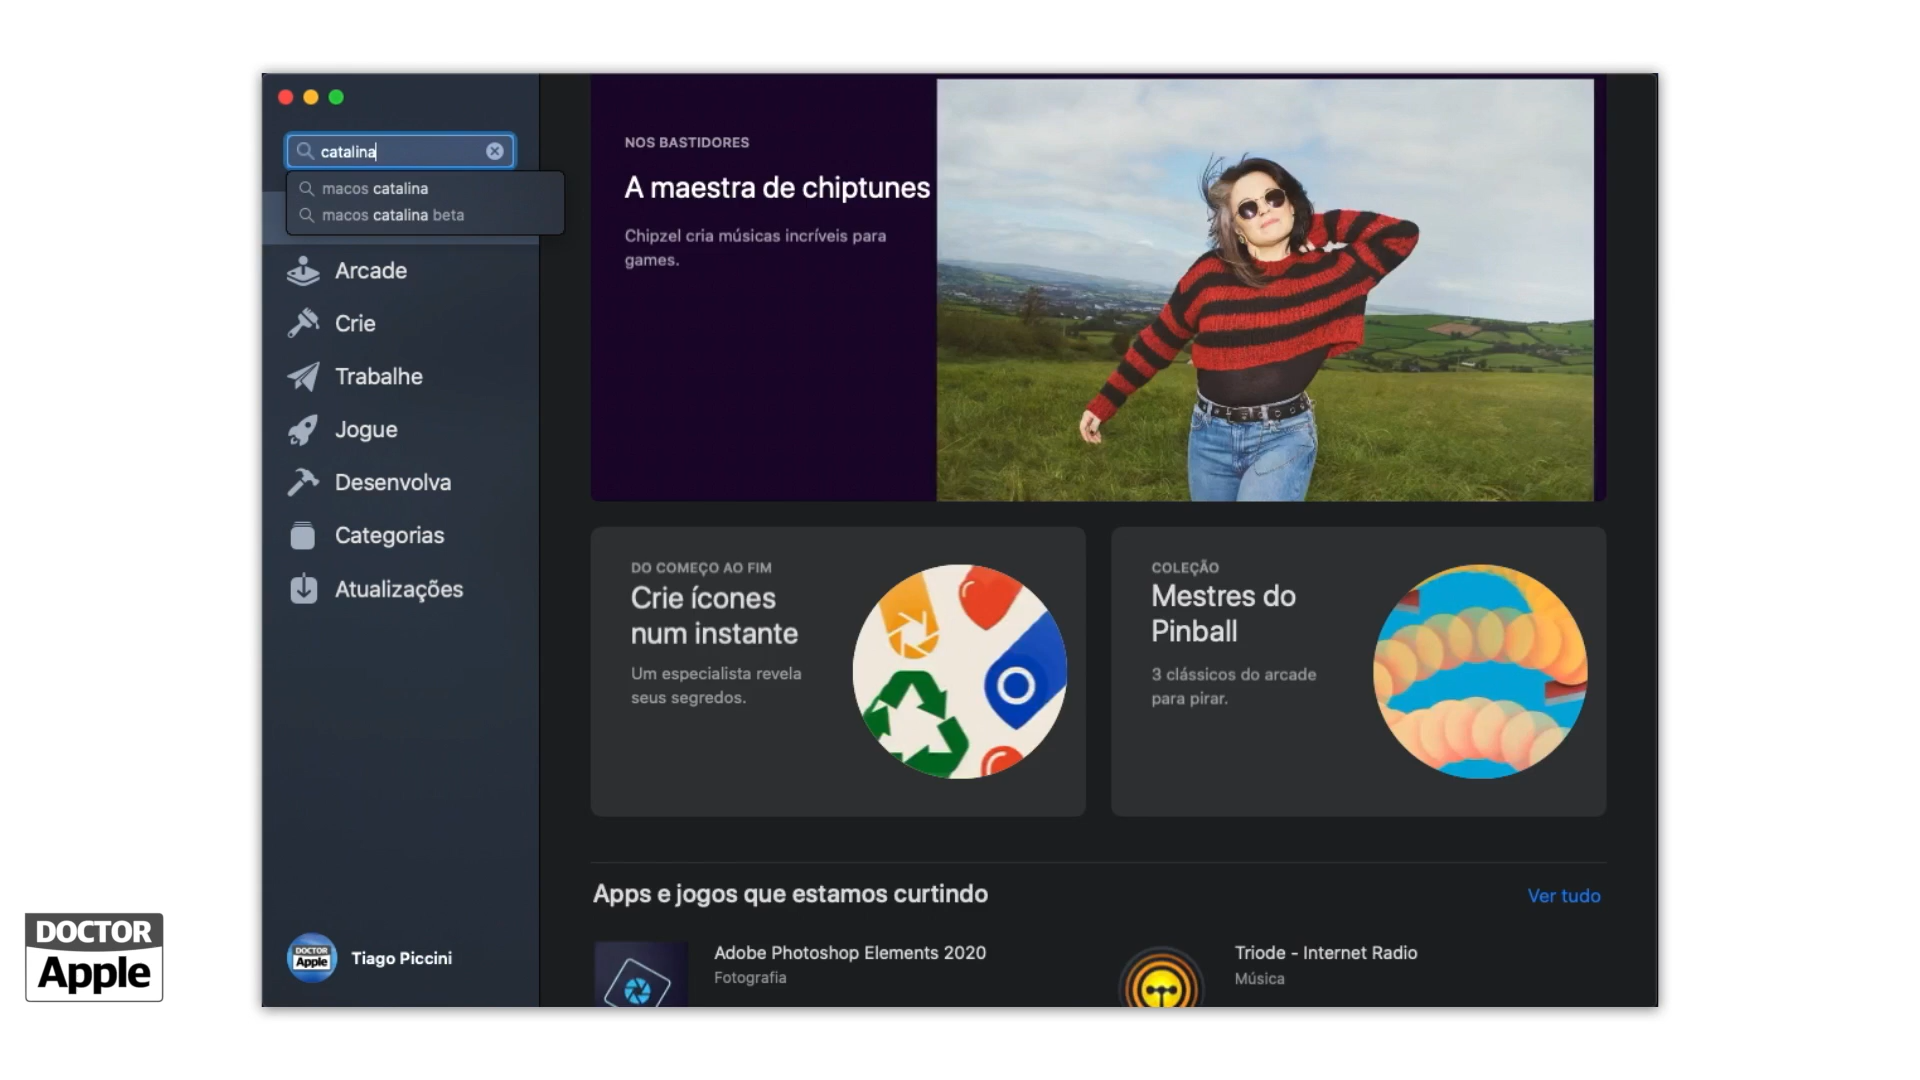 catalina
macos catalina
macos catalina beta
Arcade
Crie
Trabalhe
Jogue
Desenvolva
Categorias
Atualizações
DOCTOR
Apple
Tiago Piccini
NOS BASTIDORES
A maestra de chiptunes
Chipzel cria músicas incríveis para
games.
DO COMEÇO AO FIM
Crie ícones
num instante
Um especialista revela
seus segredos.
COLEÇÃO
Mestres do
Pinball
3 clássicos do arcade
para pirar.
Apps e jogos que estamos curtindo
Ver tudo
Adobe Photoshop Elements 2020
Fotografia
Triode - Internet Radio
Música
DOCTOR
Apple